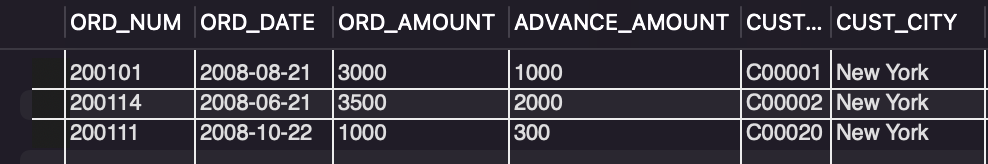 ORD_NUM ORD_DATE ORD_AMOUNT ADVANCE_AMOUNT CUST... CUST_CITY
200101 2008-08-21 3000 1000 C00001 New York
200114 2008-06-21 3500 2000 C00002 New York
200111 2008-10-22 1000 300 C00020 New York